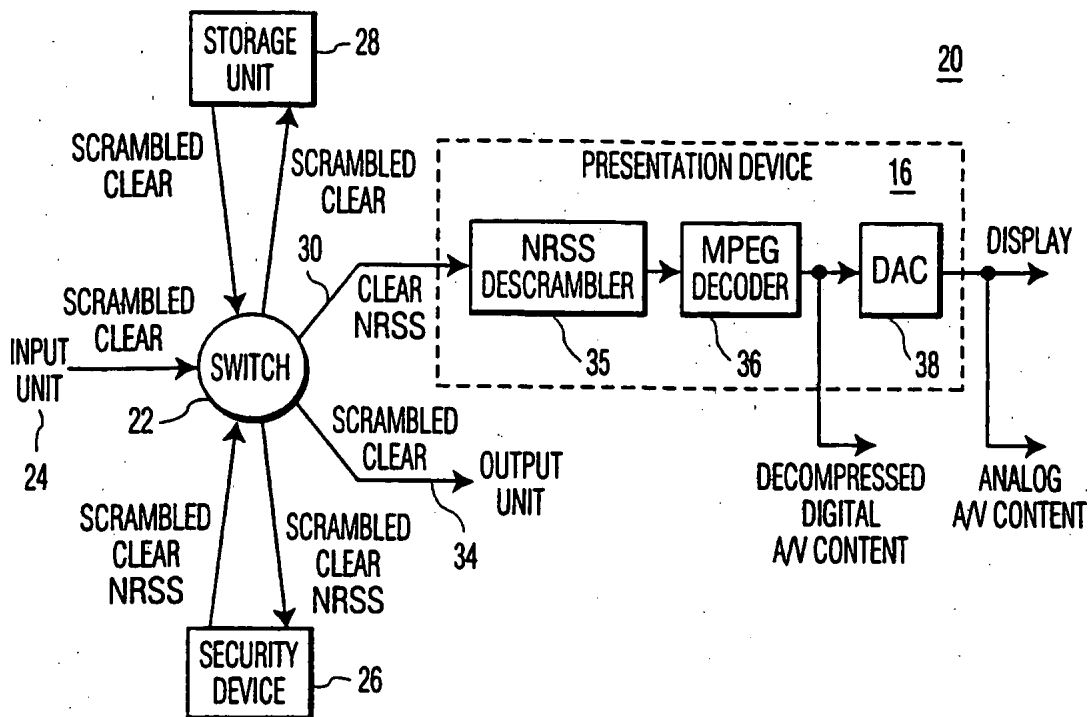 STORAGE
UNIT
28
20
SCRAMBLED
CLEAR
SCRAMBLED
CLEAR
PRESENTATION DEVICE
16
30
CLEAR
NRSS
NRSS
DESCRAMBLER
35
MPEG
DECODER
36
DAC
38
DISPLAY
SCRAMBLED
CLEAR
INPUT
UNIT
24
SWITCH
22
SCRAMBLED
CLEAR
34
OUTPUT
UNIT
DECOMPRESSED
DIGITAL
A/V CONTENT
ANALOG
A/V CONTENT
SCRAMBLED
CLEAR
NRSS
SCRAMBLED
CLEAR
NRSS
SECURITY
DEVICE
26